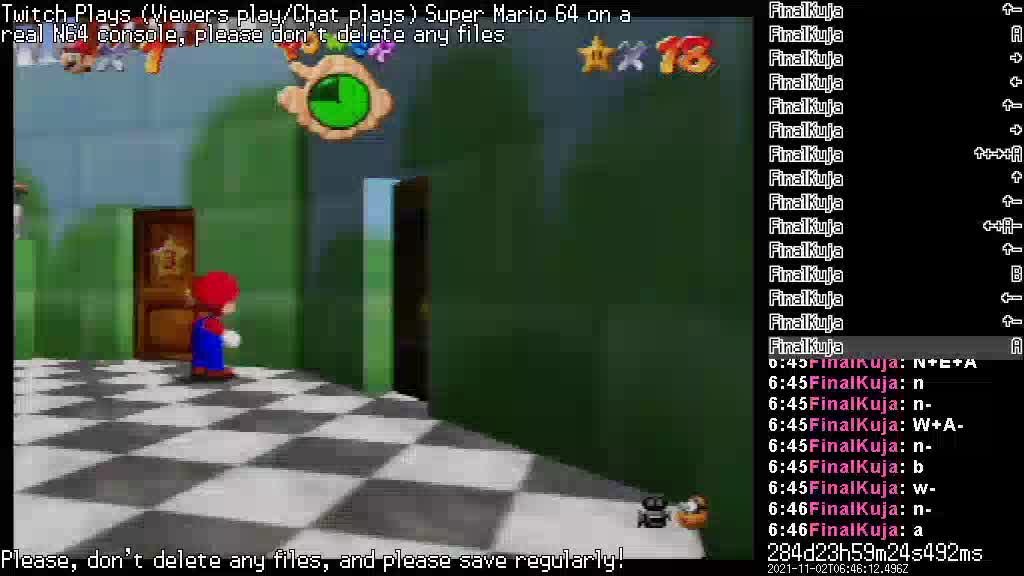 Twitch Plays (Viewers play/Chat plays) Super Mario 64 on a
real N64 console, please don't delete any files
18
3
FinalKuja ↑-
FinalKuja A
FinalKuja →
FinalKuja ←
FinalKuja ↑-
FinalKuja →
FinalKuja ↑+→+A
FinalKuja ↑
FinalKuja ↑-
FinalKuja ←+A-
FinalKuja ↑-
FinalKuja B
FinalKuja ←-
FinalKuja ↑-
FinalKuja A
6:45FinalKuja: N+E+A
6:45FinalKuja: n
6:45FinalKuja: n-
6:45FinalKuja: W+A-
6:45FinalKuja: n-
6:45FinalKuja: b
6:45FinalKuja: w-
6:46FinalKuja: n-
6:46FinalKuja: a
284d23h59m24s492ms
2021-11-02T06:46:12.496Z
Please, don't delete any files, and please save regularly!